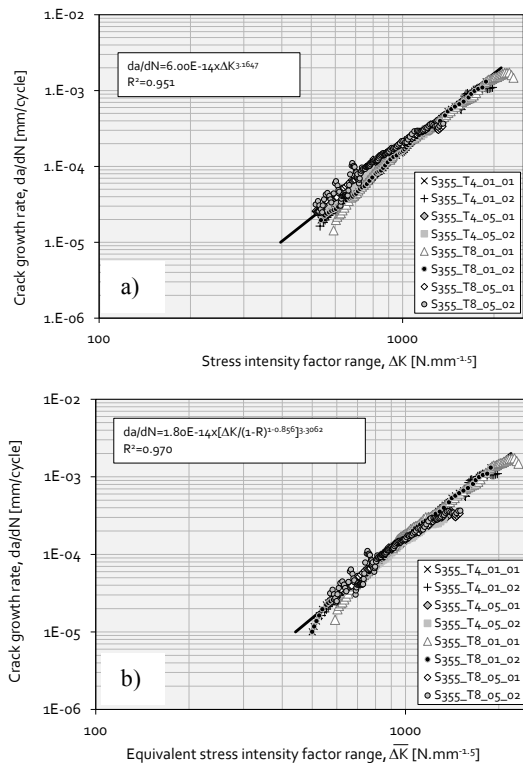 da/dN=6.00E-14xΔK^3.1647
R²=0.951
1.E-02
1.E-03
1.E-04
1.E-05
1.E-06
Crack growth rate, da/dN [mm/cycle]
a)
S355_T4_01_01
S355_T4_01_02
S355_T4_05_01
S355_T4_05_02
S355_T8_01_01
S355_T8_01_02
S355_T8_05_01
S355_T8_05_02
100
1000
Stress intensity factor range, ΔK [N.mm^-1.5]
da/dN=1.80E-14x[ΔK/(1-R)^1-0.856]^3.3062
R²=0.970
1E-02
1E-03
1E-04
1E-05
1E-06
Crack growth rate, da/dN [mm/cycle]
b)
S355_T4_01_01
S355_T4_01_02
S355_T4_05_01
S355_T4_05_02
S355_T8_01_01
S355_T8_01_02
S355_T8_05_01
S355_T8_05_02
100
1000
Equivalent stress intensity factor range, Δ̅K̅ [N.mm^-1.5]